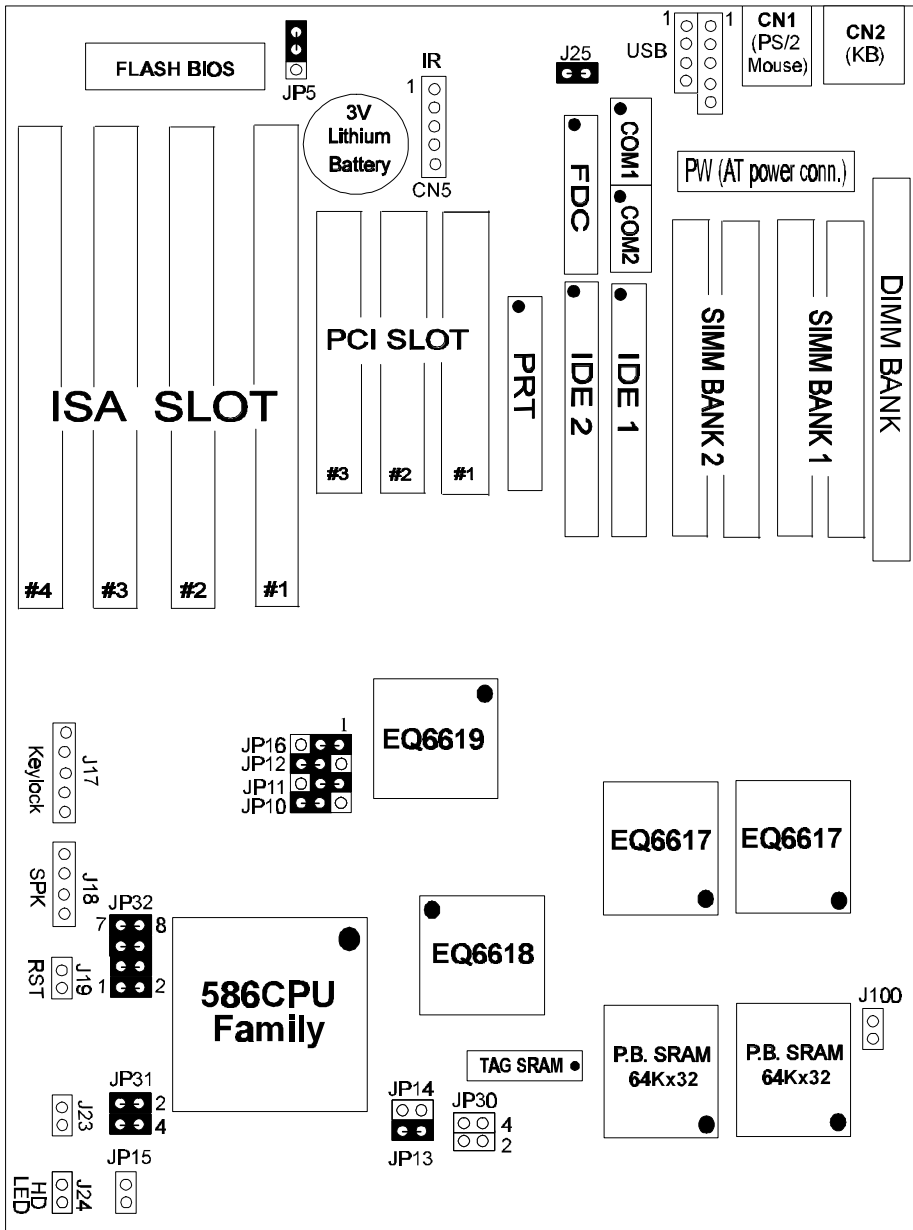 FLASH BIOS
JP5
IR
1
3V
Lithium
Battery
CN5
J25
USB
1
1
CN1
(PS/2
Mouse)
CN2
(KB)
FDC
COM1
COM2
PW (AT power conn.)
ISA SLOT
#4
#3
#2
#1
PCI SLOT
#3
#2
#1
PRT
IDE 2
IDE 1
SIMM BANK 2
SIMM BANK 1
DIMM BANK
EQ6619
1
JP16
JP12
JP11
JP10
J17
Keylock
J18
SPK
J19
RST
JP32
7
8
1
2
586CPU
Family
EQ6618
EQ6617
EQ6617
J100
P.B. SRAM
64Kx32
P.B. SRAM
64Kx32
TAG SRAM
JP31
2
4
J23
JP14
JP13
JP30
4
2
J24
HD
LED
JP15